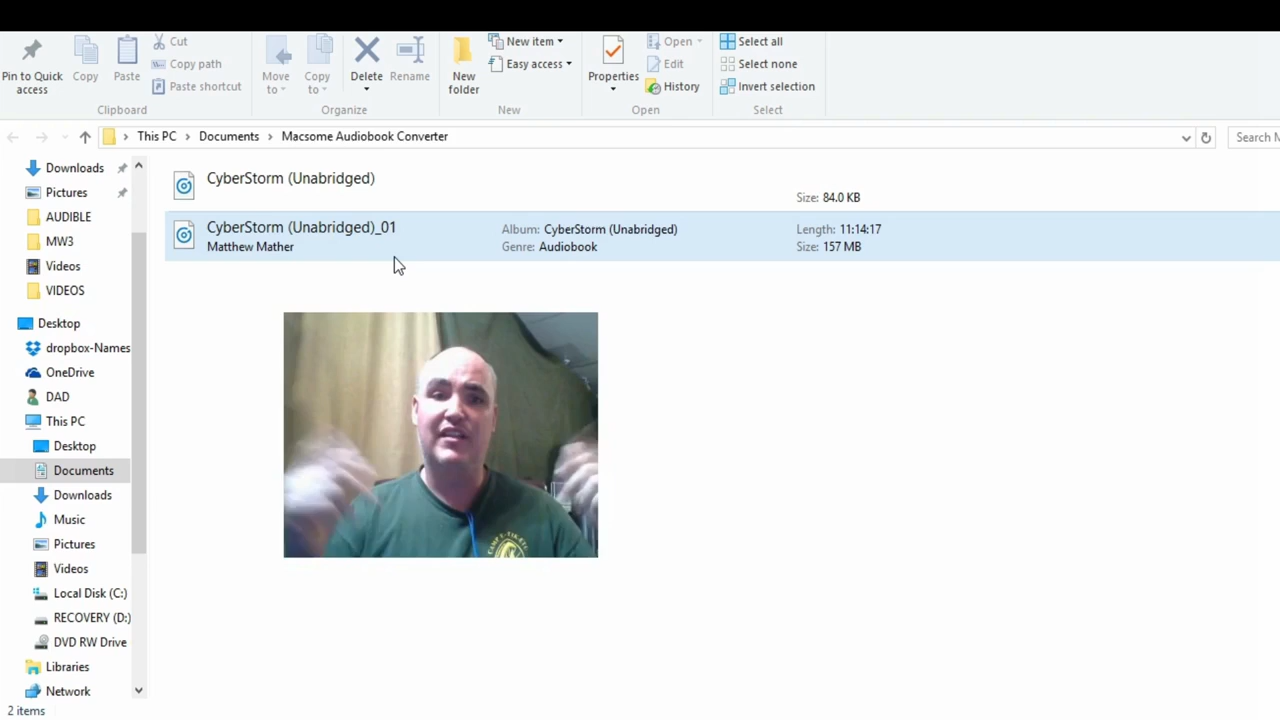 Pin to Quick access
Copy
Paste
Cut
Copy path
Paste shortcut
Clipboard
Move to
Copy to
Delete
Rename
Organize
New folder
New item
Easy access
New
Properties
Open
Edit
History
Open
Select all
Select none
Invert selection
Select
This PC > Documents > Macsome Audiobook Converter
Search M
Downloads
Pictures
AUDIBLE
MW3
Videos
VIDEOS
Desktop
dropbox-Names
OneDrive
DAD
This PC
Desktop
Documents
Downloads
Music
Pictures
Videos
Local Disk (C:)
RECOVERY (D:)
DVD RW Drive
Libraries
Network
CyberStorm (Unabridged)
Size: 84.0 KB
CyberStorm (Unabridged)_01
Matthew Mather
Album: CyberStorm (Unabridged)
Genre: Audiobook
Length: 11:14:17
Size: 157 MB
2 items